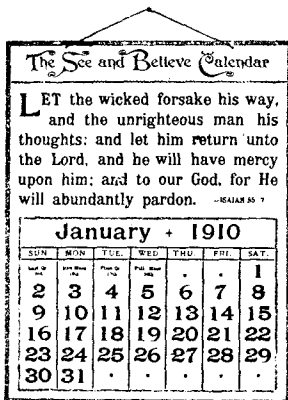 The See and Believe Calendar
LET the wicked forsake his way,
and the unrighteous man his
thoughts: and let him return unto
the Lord, and he will have mercy
upon him; and to our God, for He
will abundantly pardon. —ISAIAH 55 7
January + 1910
SUN MON TUE. WED THU. FRI. SAT.
1
2 3 4 5 6 7 8
9 10 11 12 13 14 15
16 17 18 19 20 21 22
23 24 25 26 27 28 29
30 31